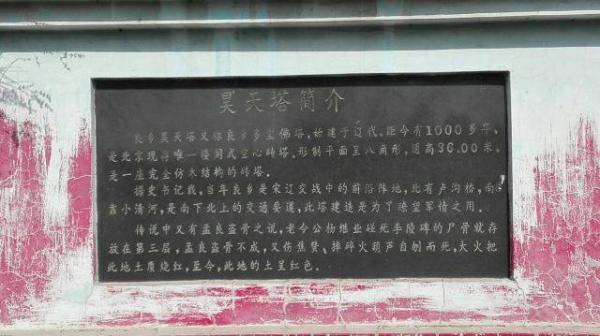 昊天塔简介
良乡昊天塔又称良乡多宝佛塔,始建于辽代,距今有1000多年,
是北京现存唯一楼阁式空心砖塔,形制平面呈八角形,通高36.00米,
是一座完全仿木结构的砖塔。
据史书记载,当年良乡是宋辽交战中的前沿阵地,北有卢沟桥,南
靠小清河,是南下北上的交通要道,此塔建造是为了瞭望军情之用。
传说中又有孟良盗骨之说,老令公杨继业碰死李陵碑的尸骨就存
放在第三层,孟良盗骨不成,又伤焦赞,摔碎火葫芦自刎而死,大火把
此地土质烧红,至今,此地的土呈红色。